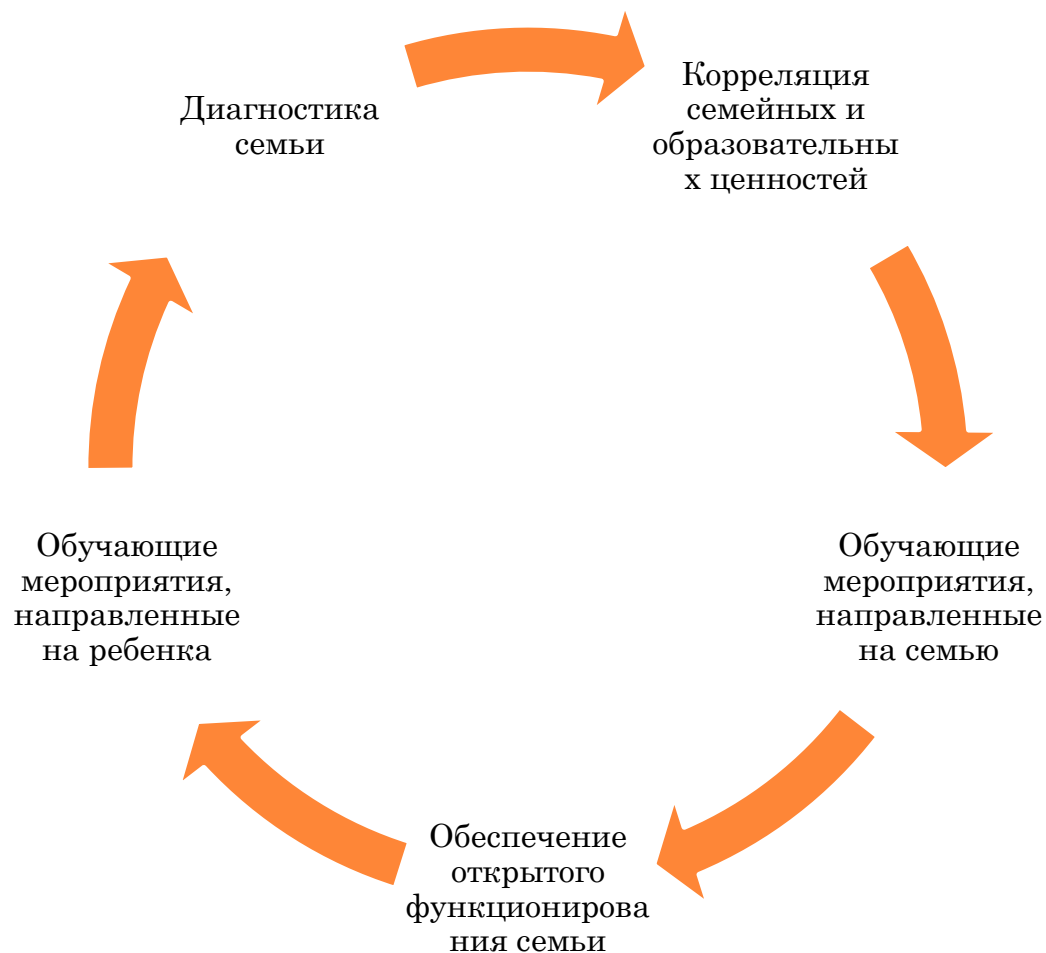 Диагностика
семьи
Корреляция
семейных и
образовательны
х ценностей
Обучающие
мероприятия,
направленные
на семью
Обеспечение
открытого
функционирова
ния семьи
Обучающие
мероприятия,
направленные
на ребенка